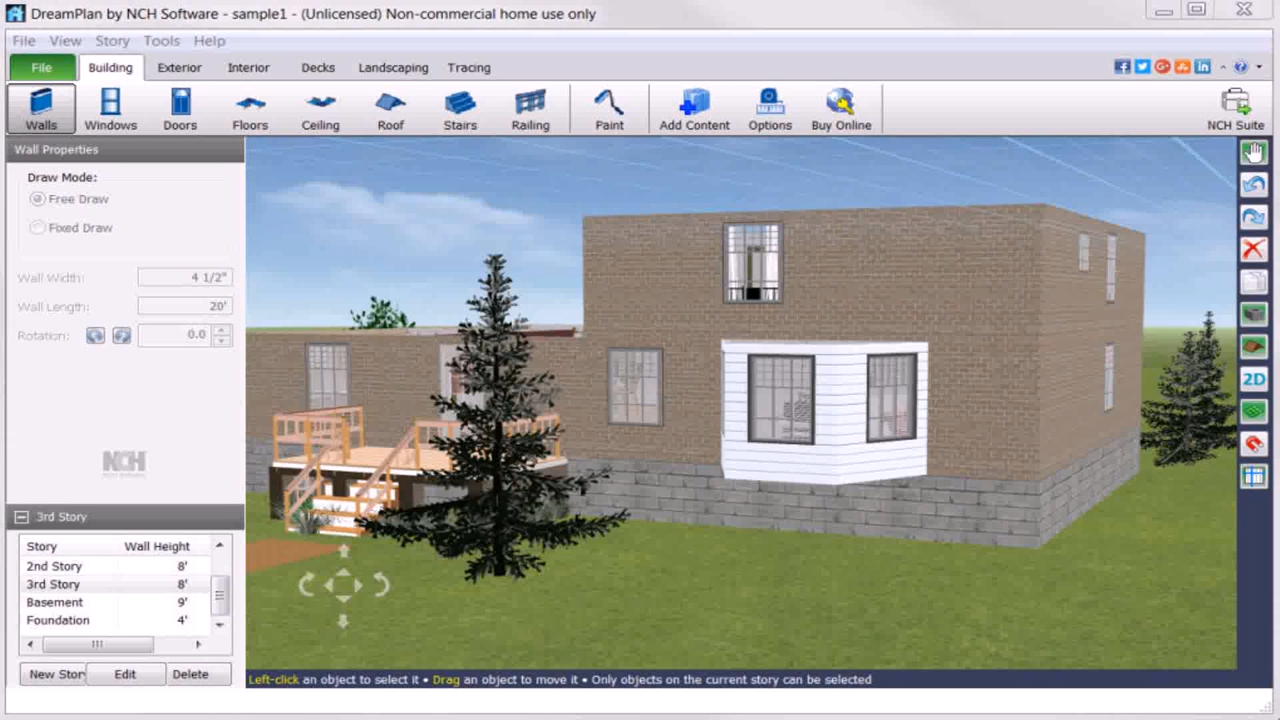 DreamPlan by NCH Software - sample1 - (Unlicensed) Non-commercial home use only
File View Story Tools Help
File Building Exterior Interior Decks Landscaping Tracing
Walls Windows Doors Floors Ceiling Roof Stairs Railing Paint Add Content Options Buy Online NCH Suite
Wall Properties
Draw Mode:
Free Draw
Fixed Draw
Wall Width: 4 1/2"
Wall Length: 20'
Rotation: 0.0
NCH
2D
3rd Story
Story Wall Height
2nd Story 8'
3rd Story 8'
Basement 9'
Foundation 4'
New Stor Edit Delete
Left-click an object to select it • Drag an object to move it • Only objects on the current story can be selected